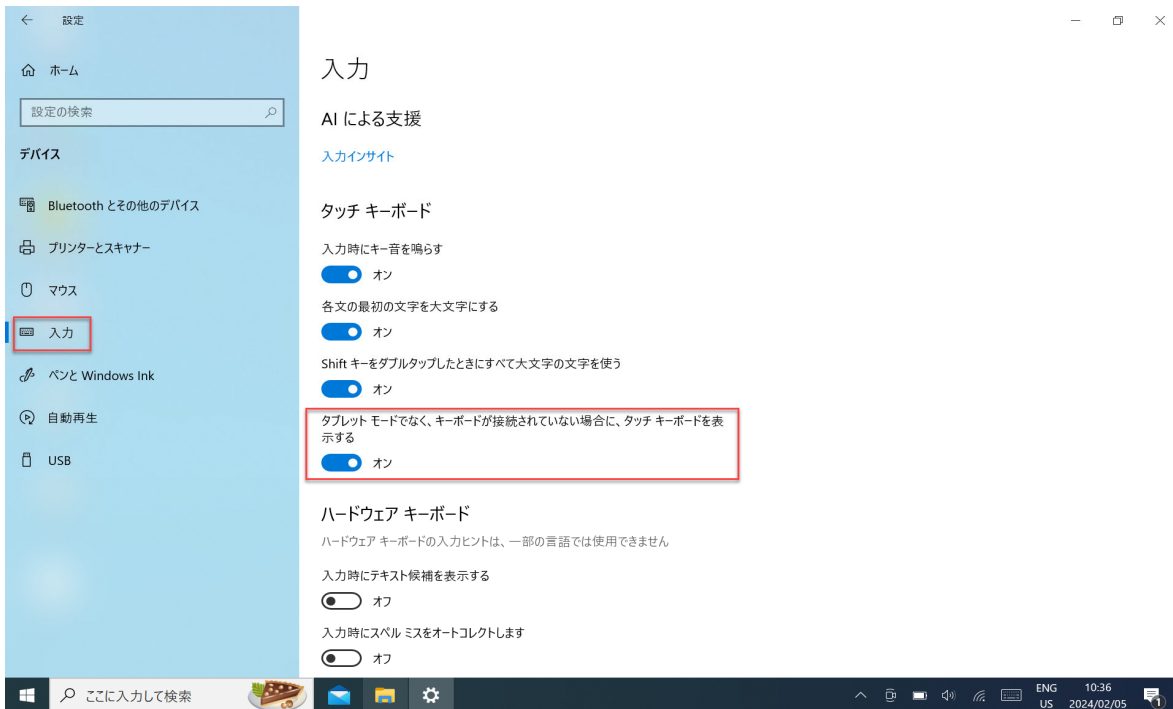 設定
ホーム
設定の検索
デバイス
Bluetooth とその他のデバイス
プリンターとスキャナー
マウス
入力
ペンと Windows Ink
自動再生
USB
入力
AI による支援
入力インサイト
タッチ キーボード
入力時にキー音を鳴らす
オン
各文の最初の文字を大文字にする
オン
Shift キーをダブルタップしたときにすべて大文字の文字を使う
オン
タブレット モードでなく、キーボードが接続されていない場合に、タッチ キーボードを表
示する
オン
ハードウェア キーボード
ハードウェア キーボードの入力ヒントは、一部の言語では使用できません
入力時にテキスト候補を表示する
オフ
入力時にスペル ミスをオートコレクトします
オフ
ここに入力して検索
ENG
US
10:36
2024/02/05
1